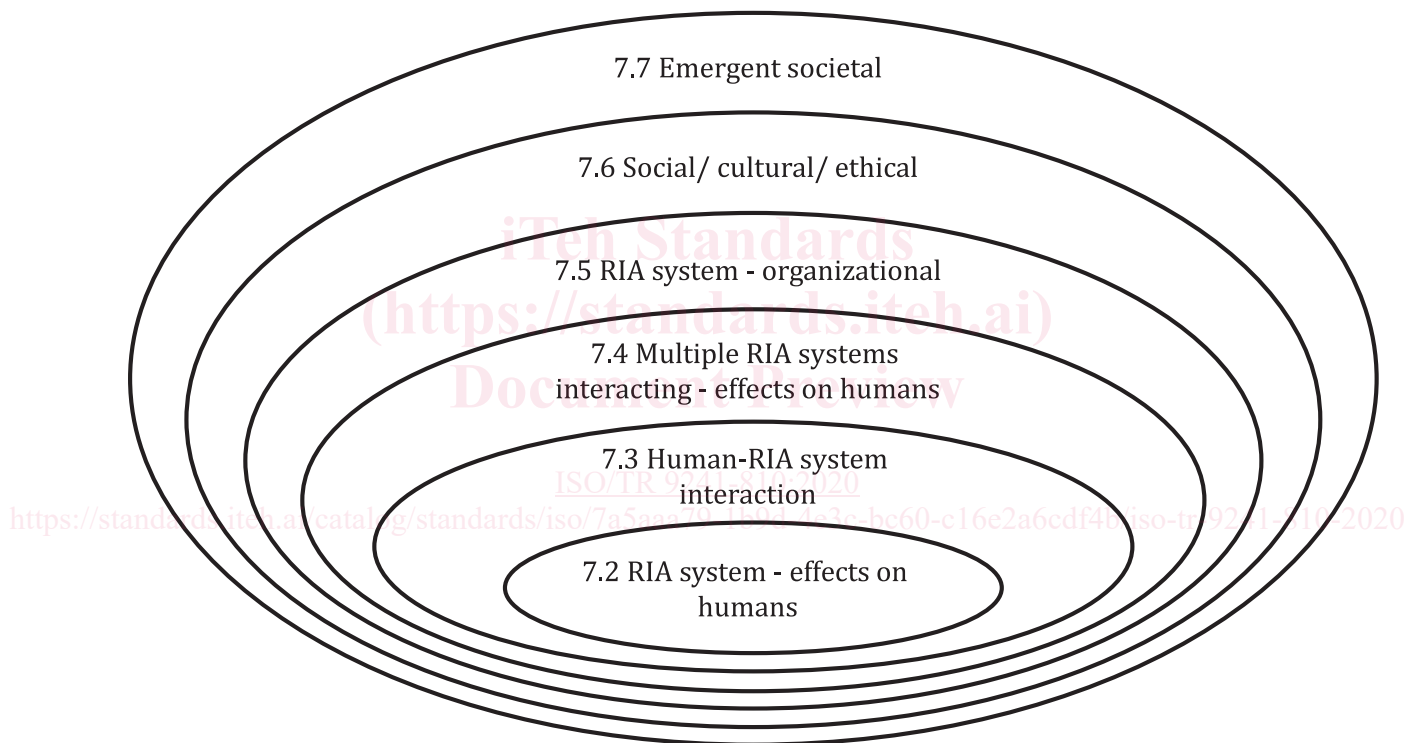 7.7 Emergent societal
7.6 Social/ cultural/ ethical
iTeh Standards
7.5 RIA system - organizational
(https://standards.iteh.ai)
7.4 Multiple RIA systems
interacting - effects on humans
Document Preview
7.3 Human-RIA system
interaction
ISO/TR 9241-810:2020
7.2 RIA system - effects on
humans